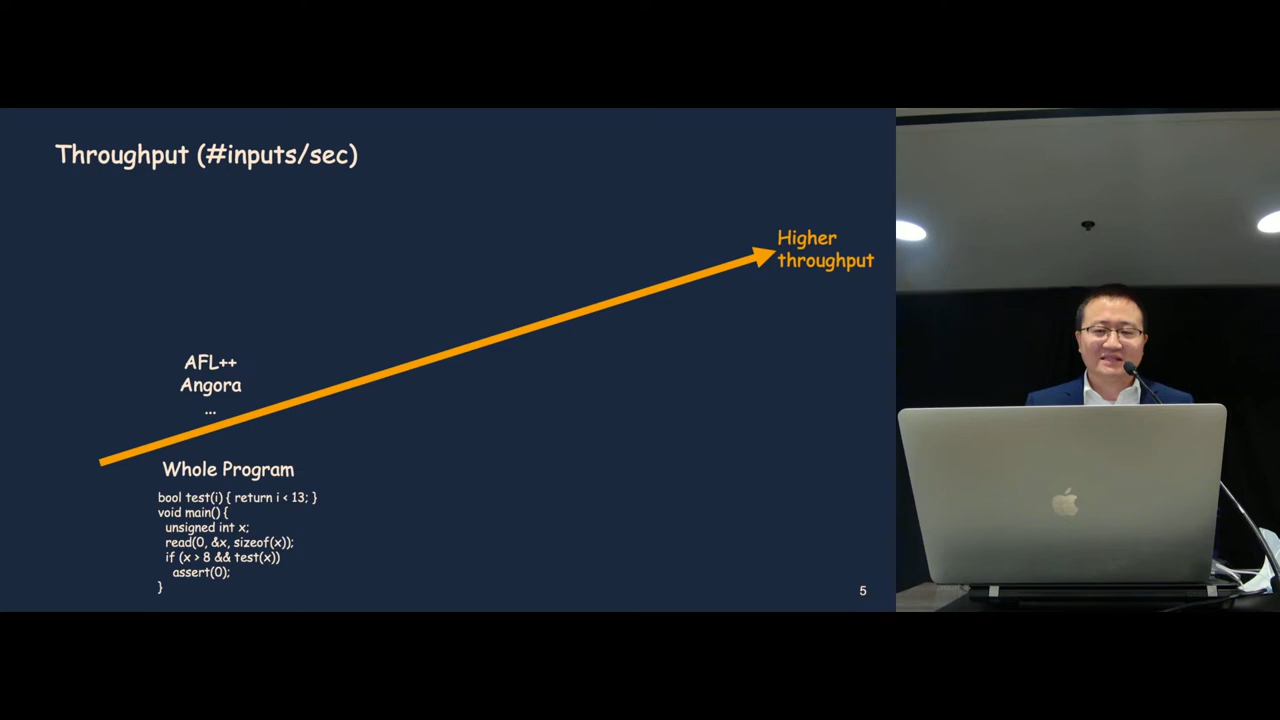 Throughput (#inputs/sec)
Higher
throughput
AFL++
Angora
...
Whole Program
bool test(i) { return i < 13; }
void main() {
unsigned int x;
read(0, &x, sizeof(x));
if (x > 8 && test(x))
assert(0);
}
5